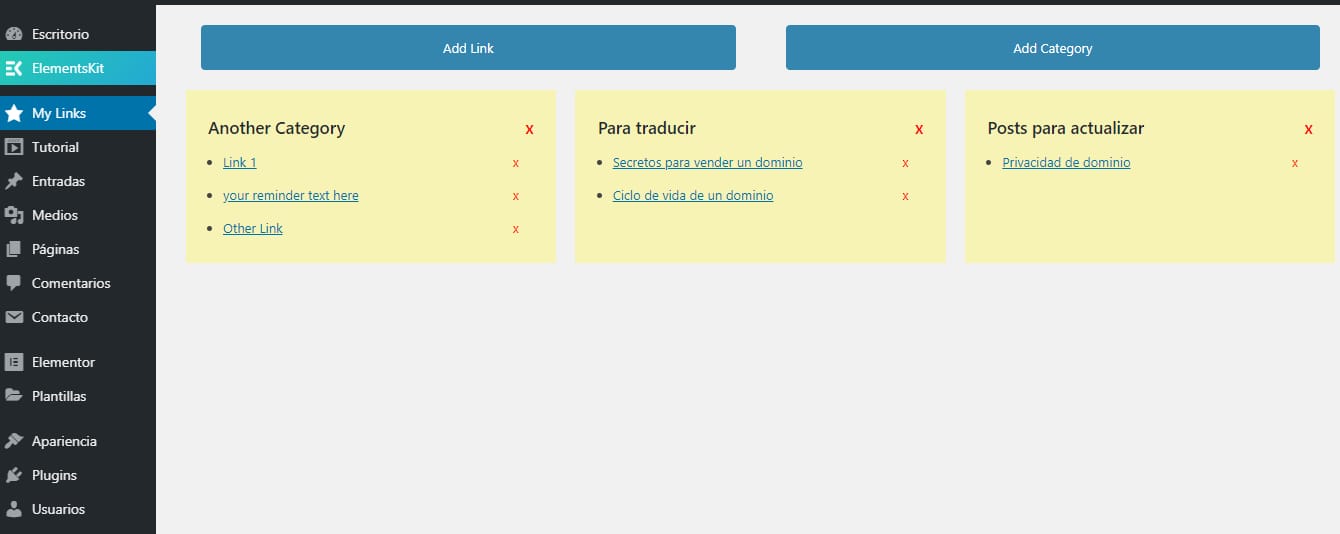 Escritorio
ElementsKit
My Links
Tutorial
Entradas
Medios
Páginas
Comentarios
Contacto
Elementor
Plantillas
Apariencia
Plugins
Usuarios
Add Link
Add Category
Another Category x
Link 1 x
your reminder text here x
Other Link x
Para traducir x
Secretos para vender un dominio x
Ciclo de vida de un dominio x
Posts para actualizar x
Privacidad de dominio x